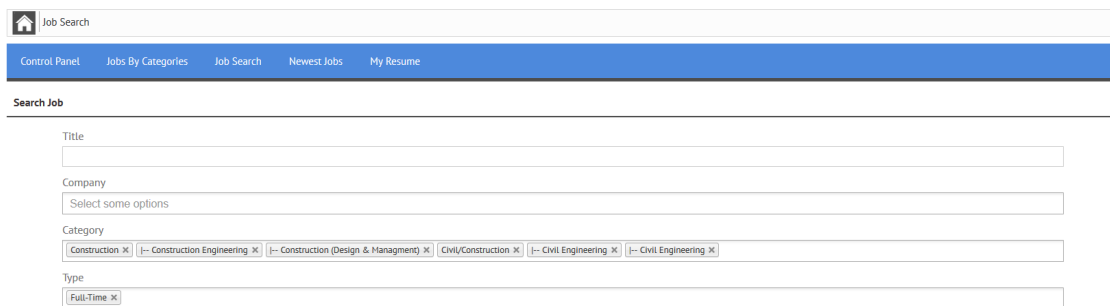 Job Search
Control Panel Jobs By Categories Job Search Newest Jobs My Resume
Search Job
Title
Company
Select some options
Category
Construction × |-- Construction Engineering × |-- Construction (Design & Managment) × Civil/Construction × |-- Civil Engineering × |-- Civil Engineering ×
Type
Full-Time ×